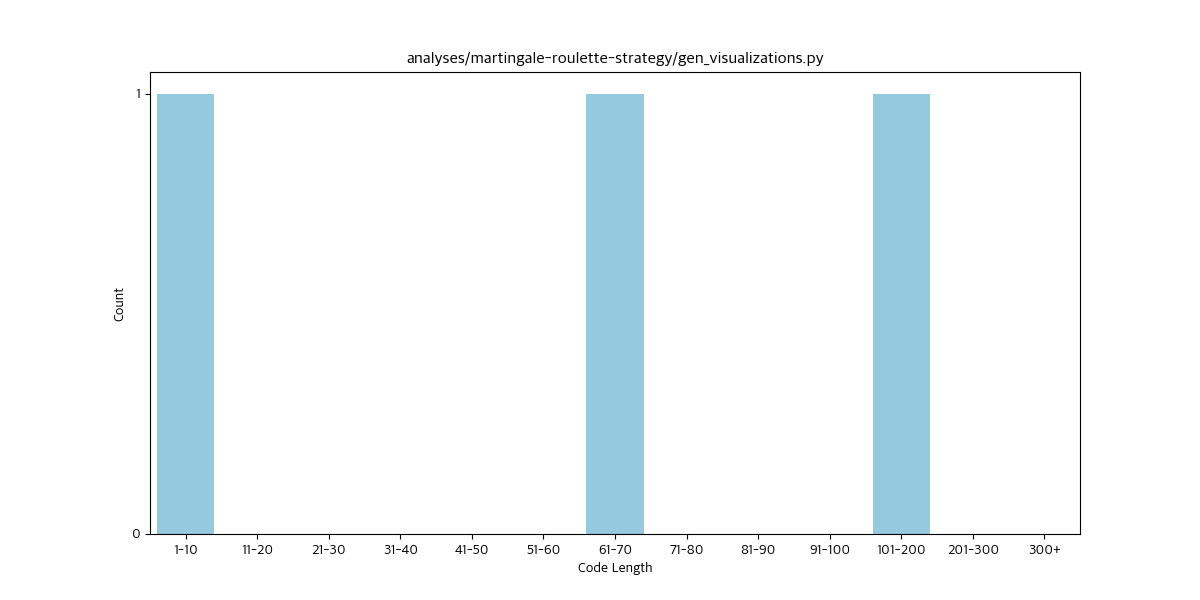 analyses/martingale-roulette-strategy/gen_visualizations.py
1
Count
0
1-10 11-20 21-30 31-40 41-50 51-60 61-70 71-80 81-90 91-100 101-200 201-300 300+
Code Length